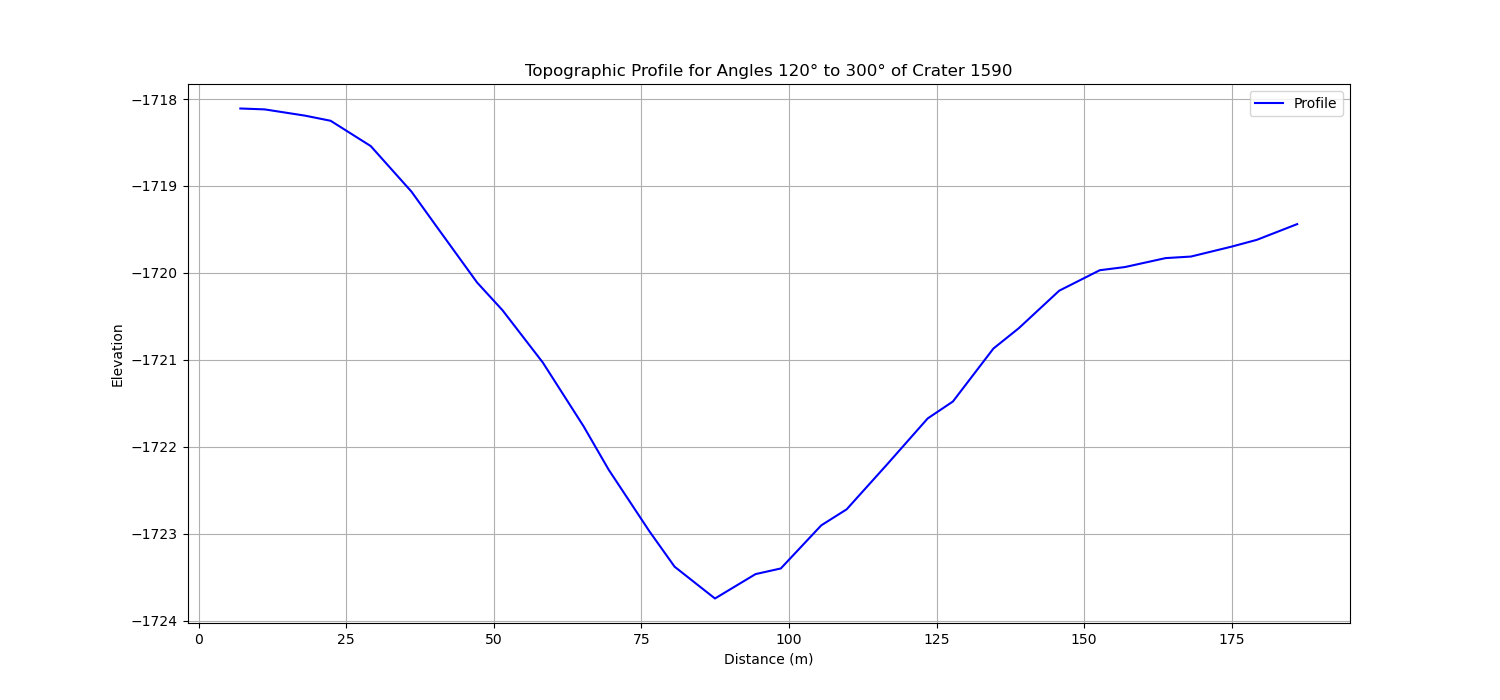 Topographic Profile for Angles 120° to 300° of Crater 1590
Profile
−1718
−1719
−1720
−1721
−1722
−1723
−1724
Elevation
0 25 50 75 100 125 150 175
Distance (m)